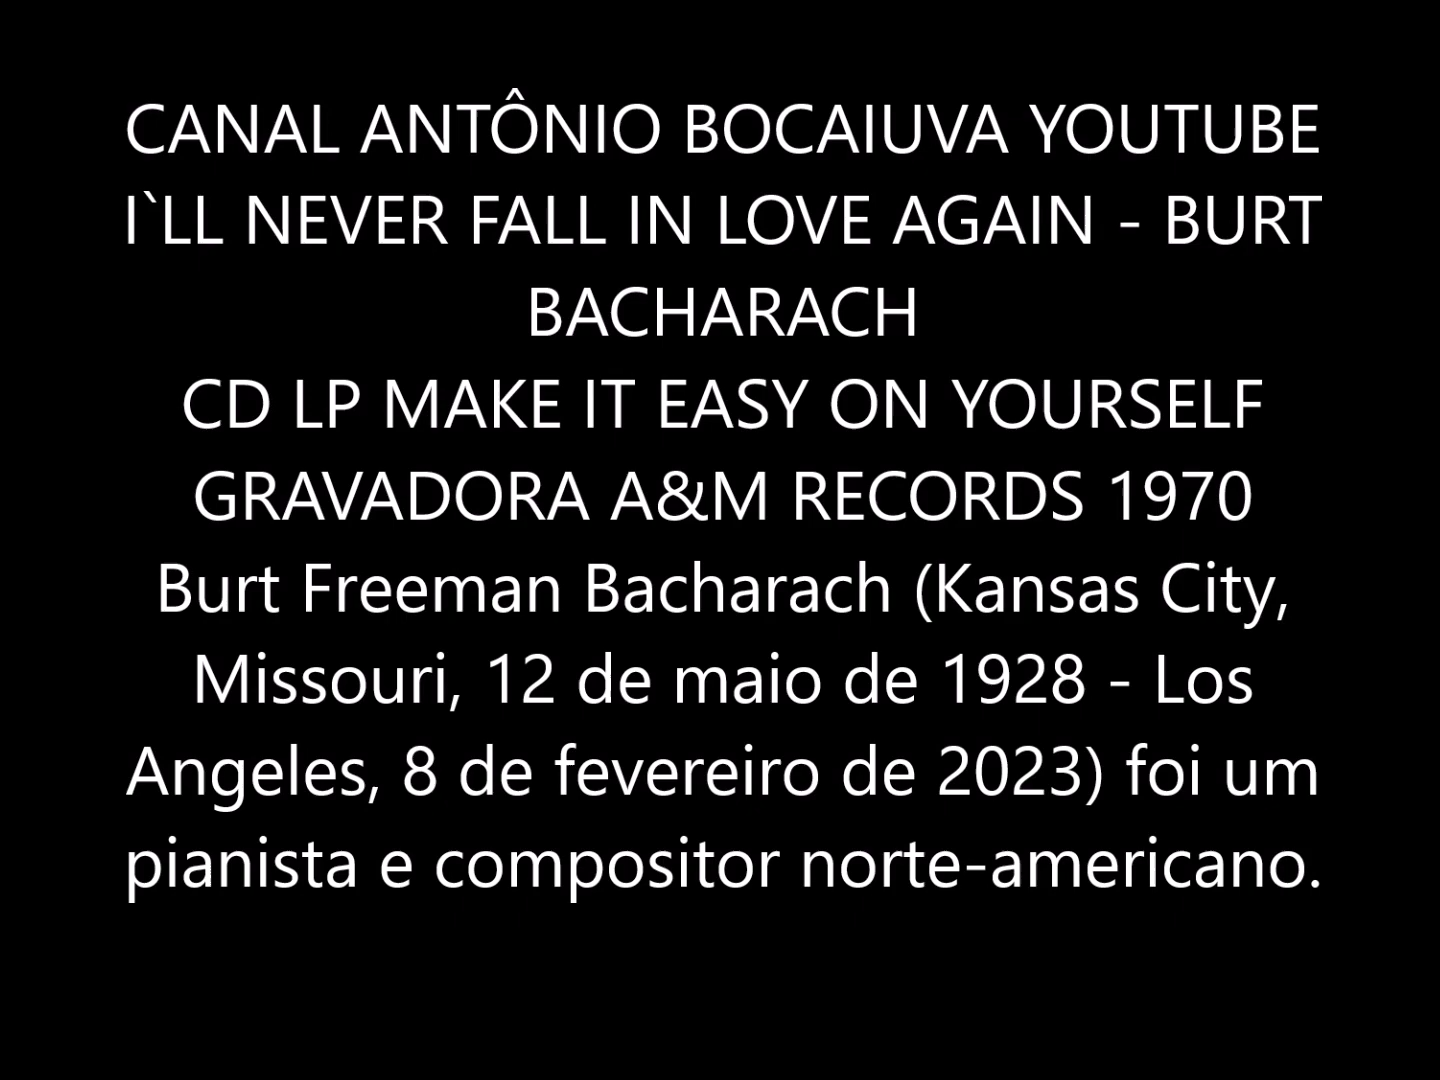 CANAL ANTÔNIO BOCAIUVA YOUTUBE
I`LL NEVER FALL IN LOVE AGAIN - BURT
BACHARACH
CD LP MAKE IT EASY ON YOURSELF
GRAVADORA A&M RECORDS 1970
Burt Freeman Bacharach (Kansas City,
Missouri, 12 de maio de 1928 - Los
Angeles, 8 de fevereiro de 2023) foi um
pianista e compositor norte-americano.